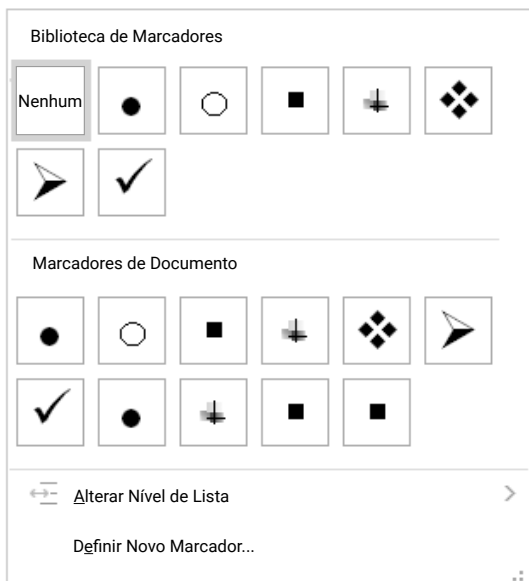 Biblioteca de Marcadores
Nenhum
Marcadores de Documento
Alterar Nível de Lista
Definir Novo Marcador...